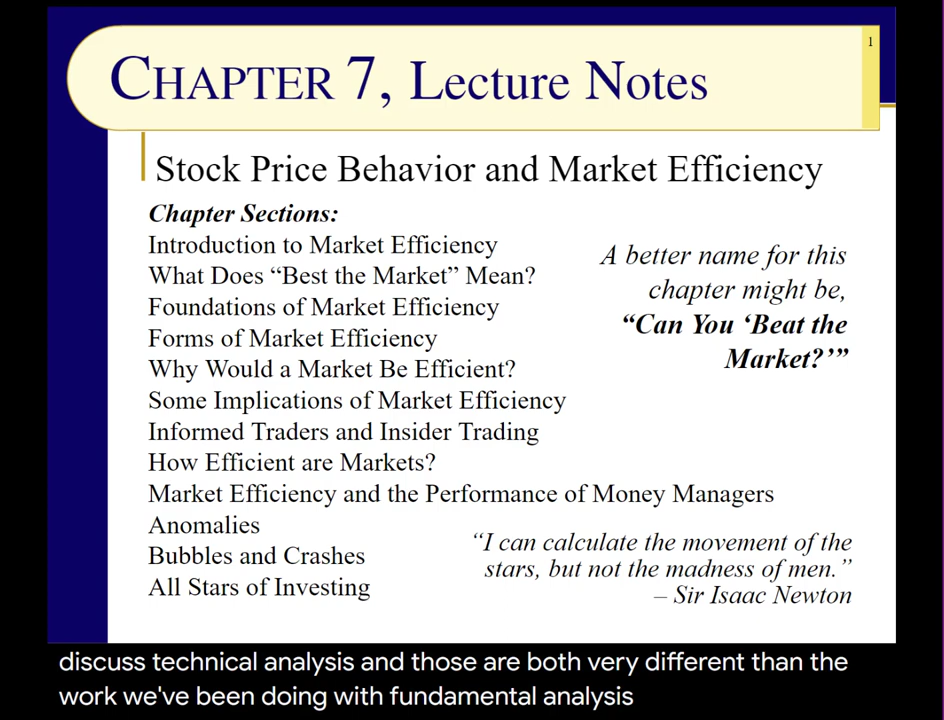 1
CHAPTER 7, Lecture Notes
Stock Price Behavior and Market Efficiency
Chapter Sections:
Introduction to Market Efficiency
What Does “Best the Market” Mean?
Foundations of Market Efficiency
Forms of Market Efficiency
Why Would a Market Be Efficient?
Some Implications of Market Efficiency
Informed Traders and Insider Trading
How Efficient are Markets?
Market Efficiency and the Performance of Money Managers
Anomalies
Bubbles and Crashes
All Stars of Investing
A better name for this
chapter might be,
“Can You ‘Beat the
Market?’”
“I can calculate the movement of the
stars, but not the madness of men.”
– Sir Isaac Newton
discuss technical analysis and those are both very different than the
work we've been doing with fundamental analysis